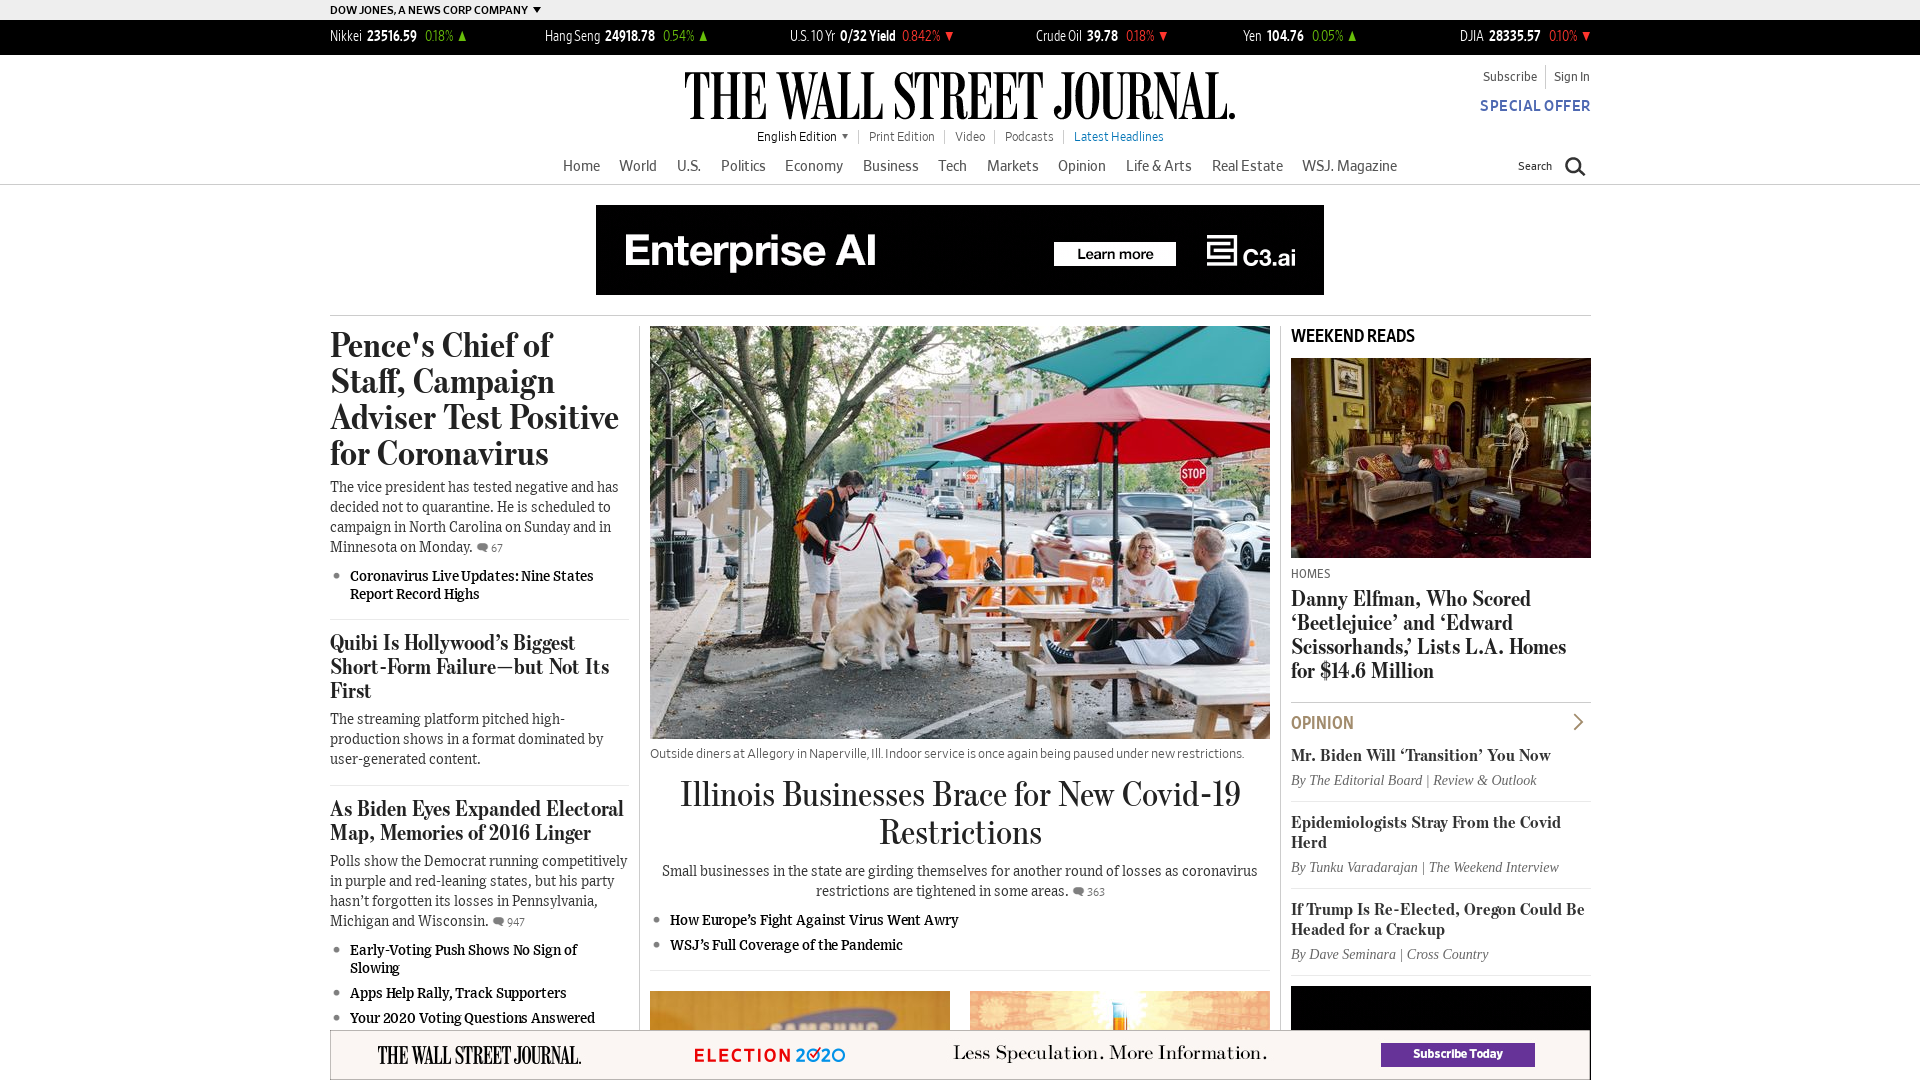 DOW JONES, A NEWS CORP COMPANY
Nikkei 23516.59 0.18% Hang Seng 24918.78 0.54% U.S. 10 Yr 0/32 Yield 0.842% Crude Oil 39.78 0.18% Yen 104.76 0.05% DJIA 28335.57 0.10%
THE WALL STREET JOURNAL.
Subscribe Sign In
SPECIAL OFFER
English Edition Print Edition Video Podcasts Latest Headlines
Home World U.S. Politics Economy Business Tech Markets Opinion Life & Arts Real Estate WSJ. Magazine Search
Enterprise AI Learn more C3.ai
Pence's Chief of
Staff, Campaign
Adviser Test Positive
for Coronavirus
The vice president has tested negative and has
decided not to quarantine. He is scheduled to
campaign in North Carolina on Sunday and in
Minnesota on Monday. 67
Coronavirus Live Updates: Nine States
Report Record Highs
Quibi Is Hollywood’s Biggest
Short-Form Failure—but Not Its
First
The streaming platform pitched high-
production shows in a format dominated by
user-generated content.
As Biden Eyes Expanded Electoral
Map, Memories of 2016 Linger
Polls show the Democrat running competitively
in purple and red-leaning states, but his party
hasn’t forgotten its losses in Pennsylvania,
Michigan and Wisconsin. 947
Early-Voting Push Shows No Sign of
Slowing
Apps Help Rally, Track Supporters
Your 2020 Voting Questions Answered
STOP
STOP
Outside diners at Allegory in Naperville, Ill. Indoor service is once again being paused under new restrictions.
Illinois Businesses Brace for New Covid-19
Restrictions
Small businesses in the state are girding themselves for another round of losses as coronavirus
restrictions are tightened in some areas. 363
How Europe’s Fight Against Virus Went Awry
WSJ’s Full Coverage of the Pandemic
SAMSUNG
WEEKEND READS
HOMES
Danny Elfman, Who Scored
‘Beetlejuice’ and ‘Edward
Scissorhands,’ Lists L.A. Homes
for $14.6 Million
OPINION
Mr. Biden Will ‘Transition’ You Now
By The Editorial Board | Review & Outlook
Epidemiologists Stray From the Covid
Herd
By Tunku Varadarajan | The Weekend Interview
If Trump Is Re-Elected, Oregon Could Be
Headed for a Crackup
By Dave Seminara | Cross Country
THE WALL STREET JOURNAL. ELECTION 2020 Less Speculation. More Information. Subscribe Today